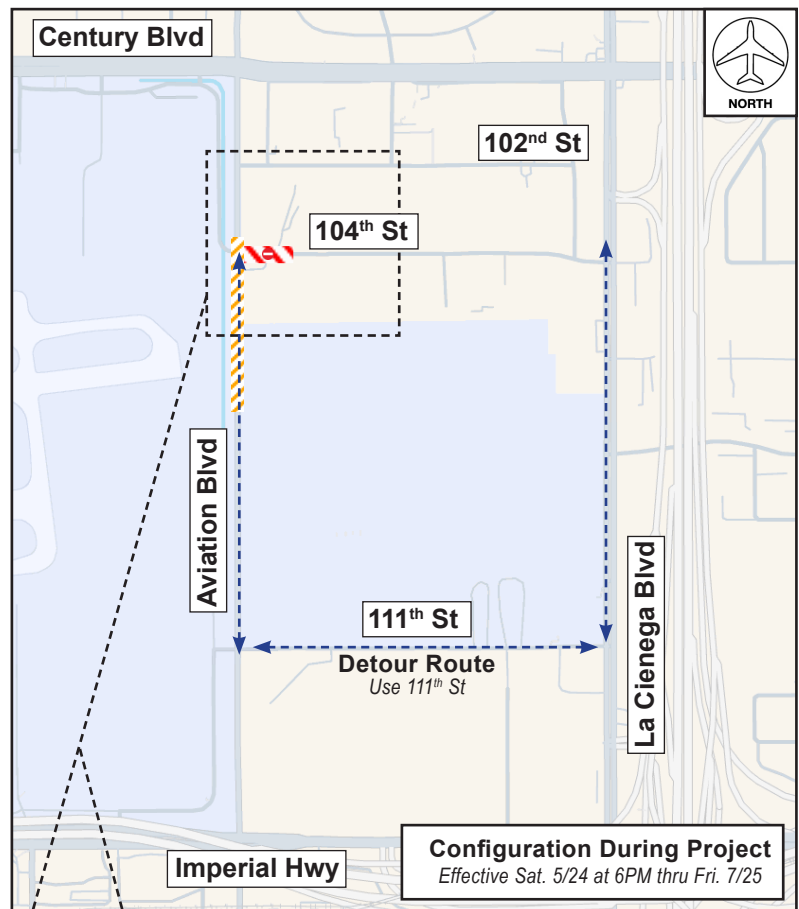 Century Blvd
NORTH
102nd St
104th St
Aviation Blvd
111th St
Detour Route
Use 111th St
La Cienega Blvd
Imperial Hwy
Configuration During Project
Effective Sat. 5/24 at 6PM thru Fri. 7/25